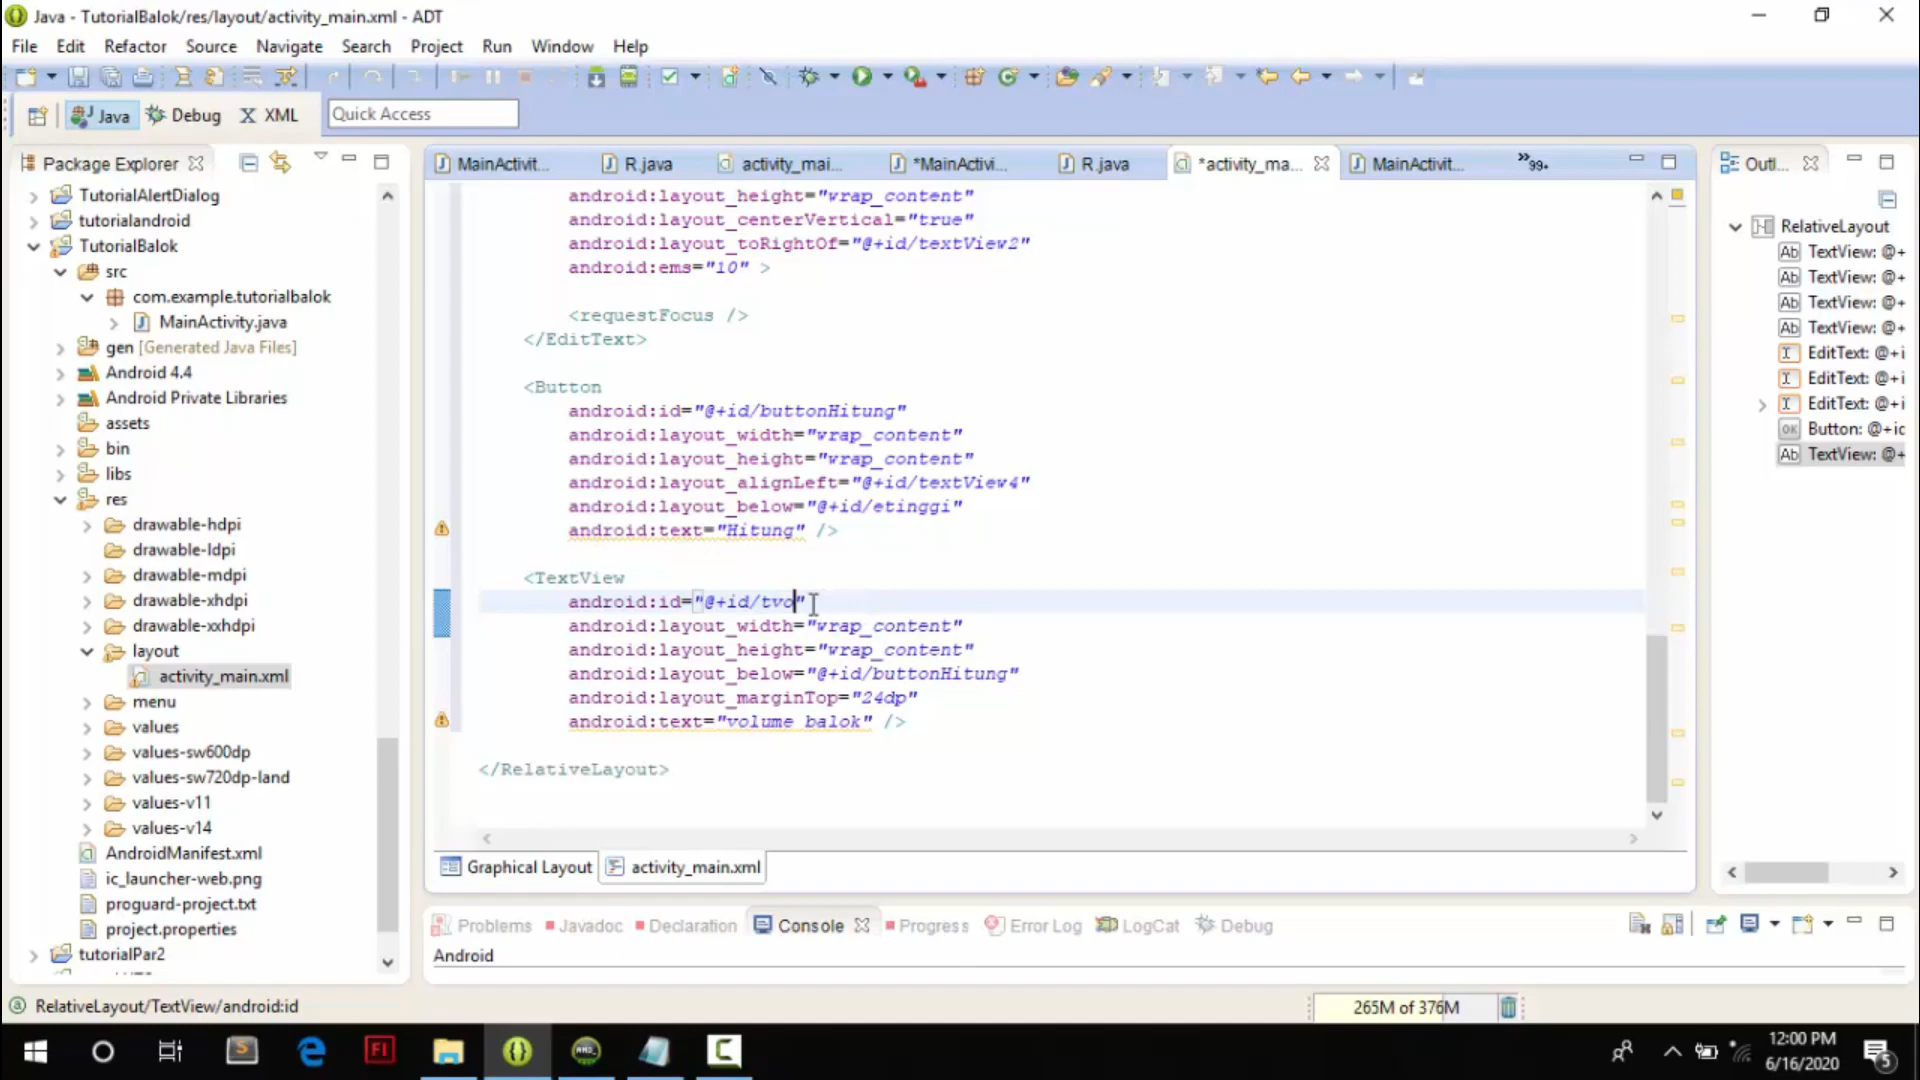 Java - TutorialBalok/res/layout/activity_main.xml - ADT
File Edit Refactor Source Navigate Search Project Run Window Help
Java Debug XML Quick Access
Package Explorer
TutorialAlertDialog
tutorialandroid
TutorialBalok
src
com.example.tutorialbalok
MainActivity.java
gen [Generated Java Files]
Android 4.4
Android Private Libraries
assets
bin
libs
res
drawable-hdpi
drawable-ldpi
drawable-mdpi
drawable-xhdpi
drawable-xxhdpi
layout
activity_main.xml
menu
values
values-sw600dp
values-sw720dp-land
values-v11
values-v14
AndroidManifest.xml
ic_launcher-web.png
proguard-project.txt
project.properties
tutorialPar2
MainActivit... R.java activity_mai... *MainActivi... R.java *activity_ma... MainActivit... »99+
android:layout_height="wrap_content"
android:layout_centerVertical="true"
android:layout_toRightOf="@+id/textView2"
android:ems="10" >
<requestFocus />
</EditText>
<Button
android:id="@+id/buttonHitung"
android:layout_width="wrap_content"
android:layout_height="wrap_content"
android:layout_alignLeft="@+id/textView4"
android:layout_below="@+id/etinggi"
android:text="Hitung" />
<TextView
android:id="@+id/tvo"
android:layout_width="wrap_content"
android:layout_height="wrap_content"
android:layout_below="@+id/buttonHitung"
android:layout_marginTop="24dp"
android:text="volume balok" />
</RelativeLayout>
Graphical Layout activity_main.xml
Outl...
RelativeLayout
Ab TextView: @+
Ab TextView: @+
Ab TextView: @+
Ab TextView: @+
I EditText: @+i
I EditText: @+i
I EditText: @+i
OK Button: @+ic
Ab TextView: @+
Problems Javadoc Declaration Console Progress Error Log LogCat Debug
Android
RelativeLayout/TextView/android:id
265M of 376M
12:00 PM
6/16/2020
5